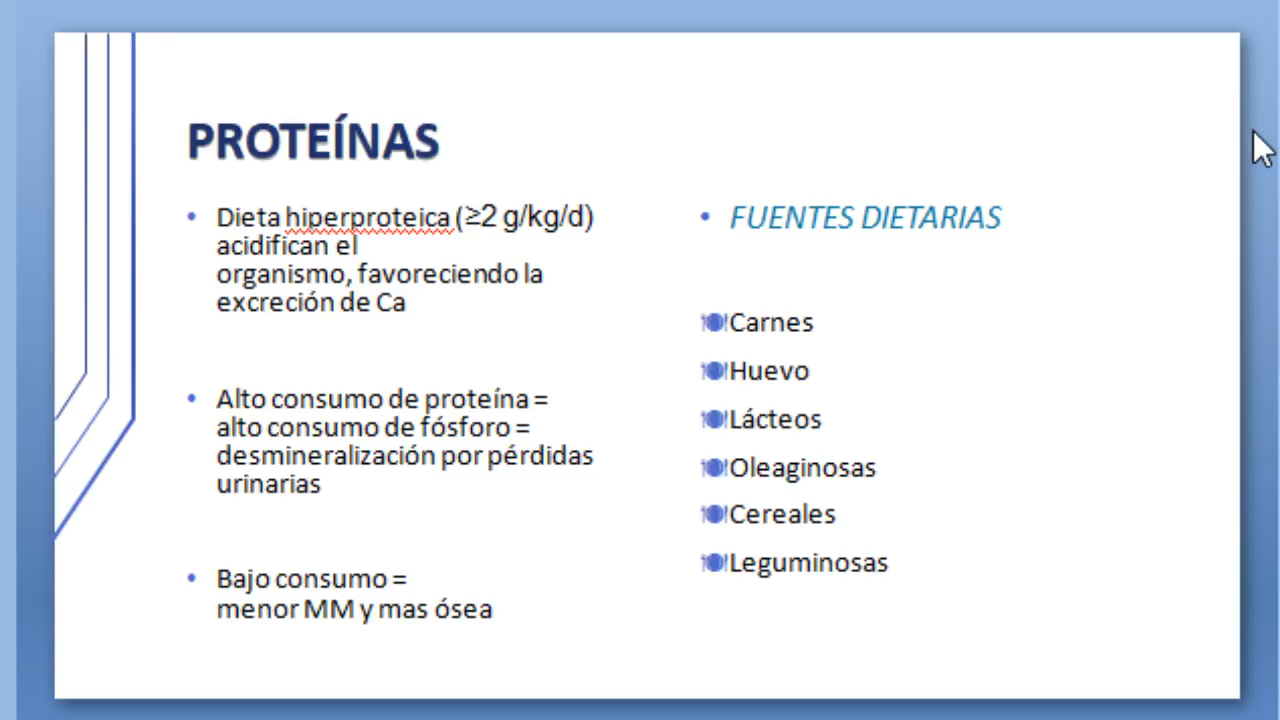 PROTEÍNAS
• Dieta hiperproteica (≥2 g/kg/d)
acidifican el
organismo, favoreciendo la
excreción de Ca
• Alto consumo de proteína =
alto consumo de fósforo =
desmineralización por pérdidas
urinarias
• Bajo consumo =
menor MM y mas ósea
• FUENTES DIETARIAS
Carnes
Huevo
Lácteos
Oleaginosas
Cereales
Leguminosas